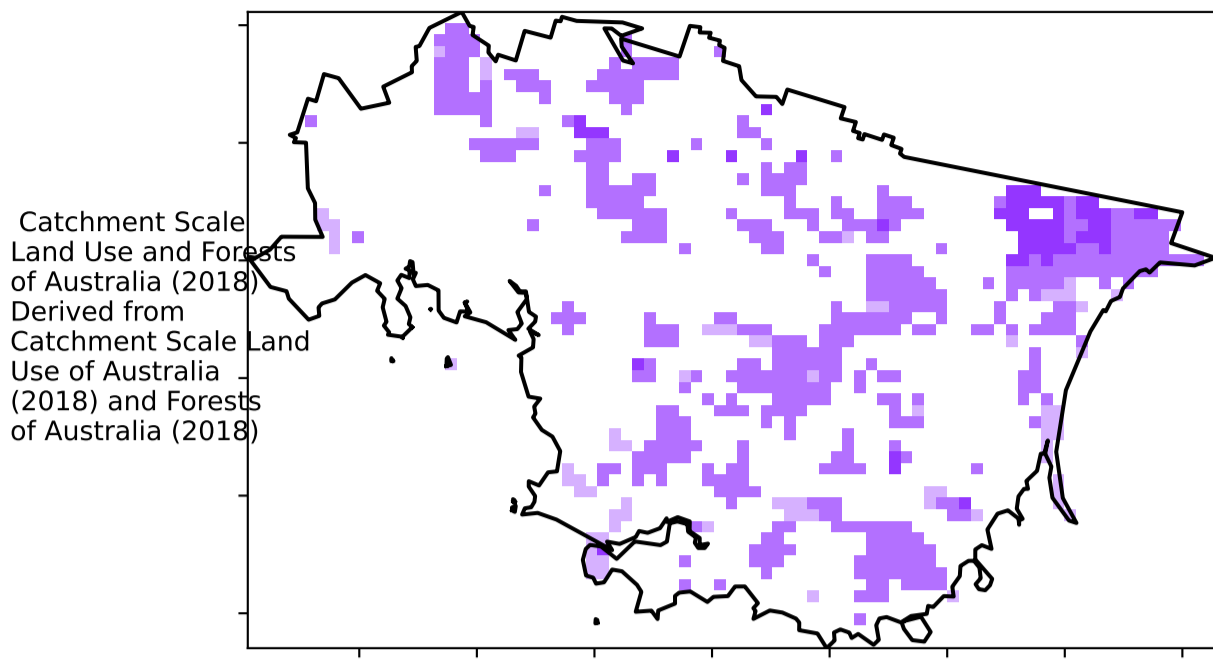 Catchment Scale
Land Use and Forests
of Australia (2018)
Derived from
Catchment Scale Land
Use of Australia
(2018) and Forests
of Australia (2018)